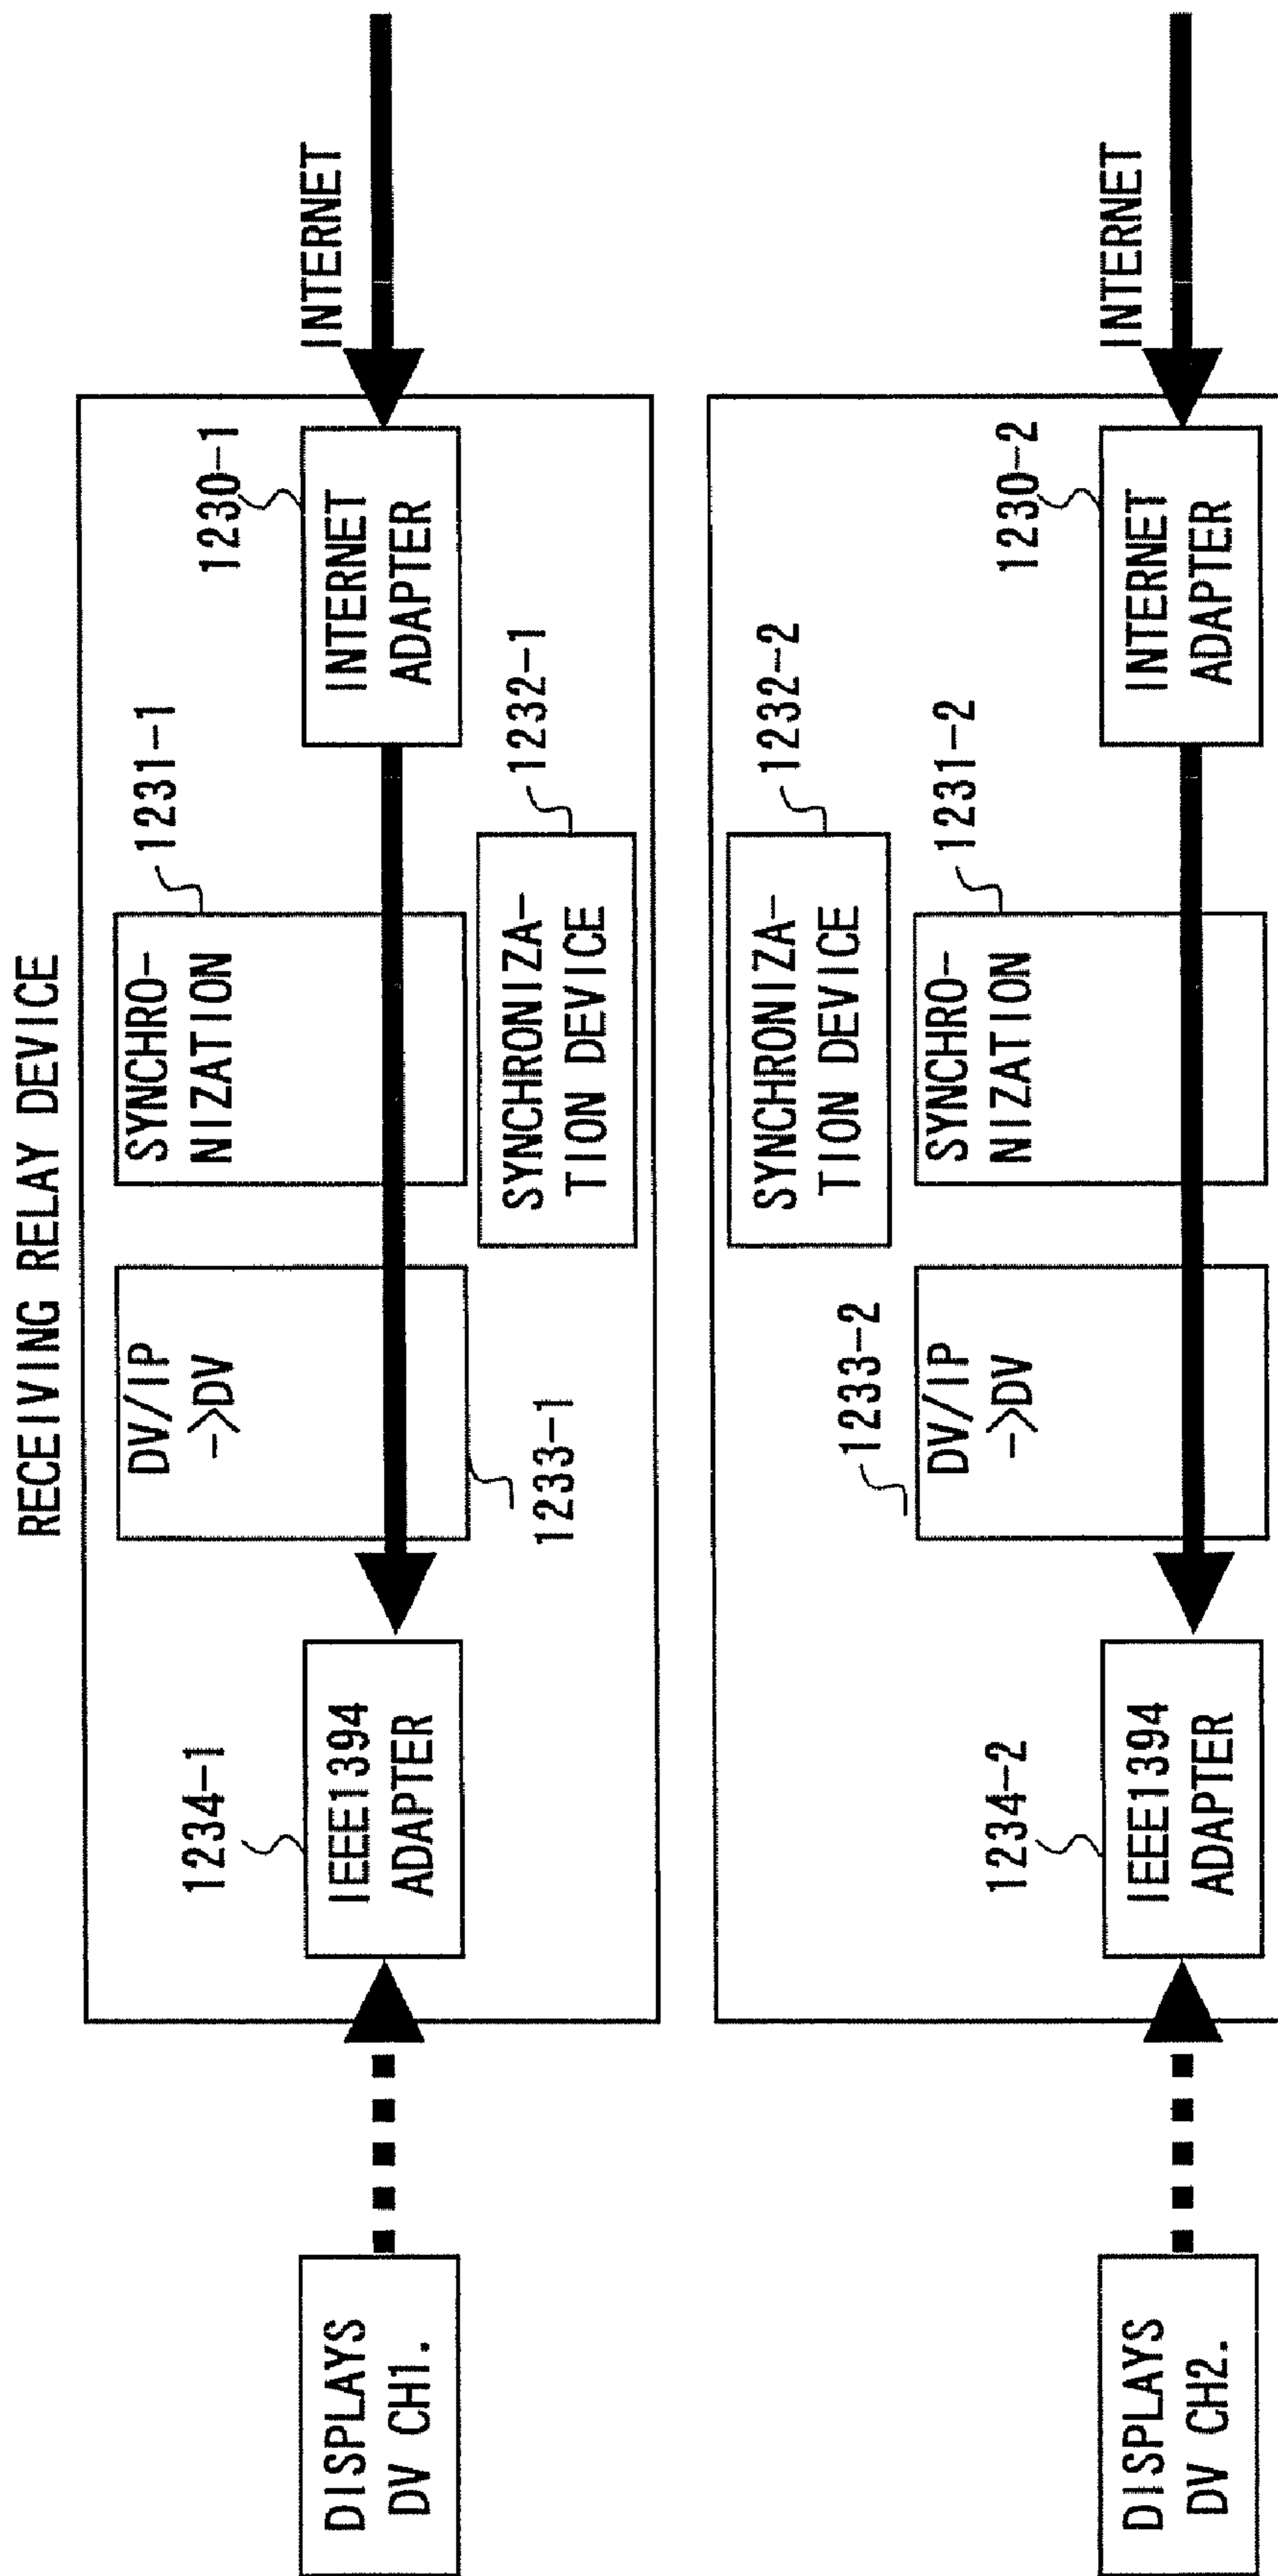 RECEIVING RELAY DEVICE
DISPLAYS
DV CH1.
1234-1
IEEE1394
ADAPTER
DV/IP
->DV
1233-1
SYNCHRO-
NIZATION
1231-1
SYNCHRONIZA-
TION DEVICE
1232-1
1230-1
INTERNET
ADAPTER
INTERNET
DISPLAYS
DV CH2.
1234-2
IEEE1394
ADAPTER
1233-2
DV/IP
->DV
SYNCHRONIZA-
TION DEVICE
1232-2
SYNCHRO-
NIZATION
1231-2
1230-2
INTERNET
ADAPTER
INTERNET